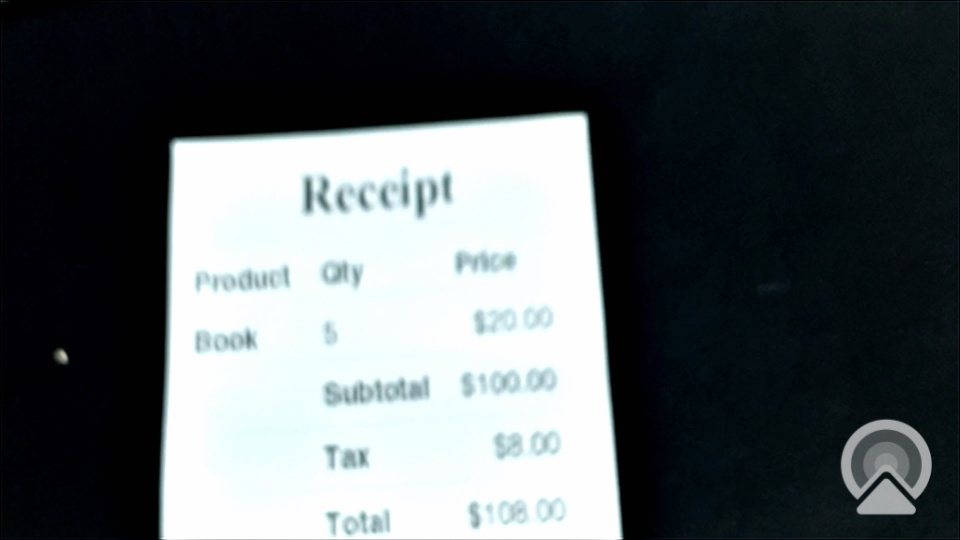 Receipt
Product Qty Price
Book 5 $20.00
Subtotal $100.00
Tax $8.00
Total $108.00